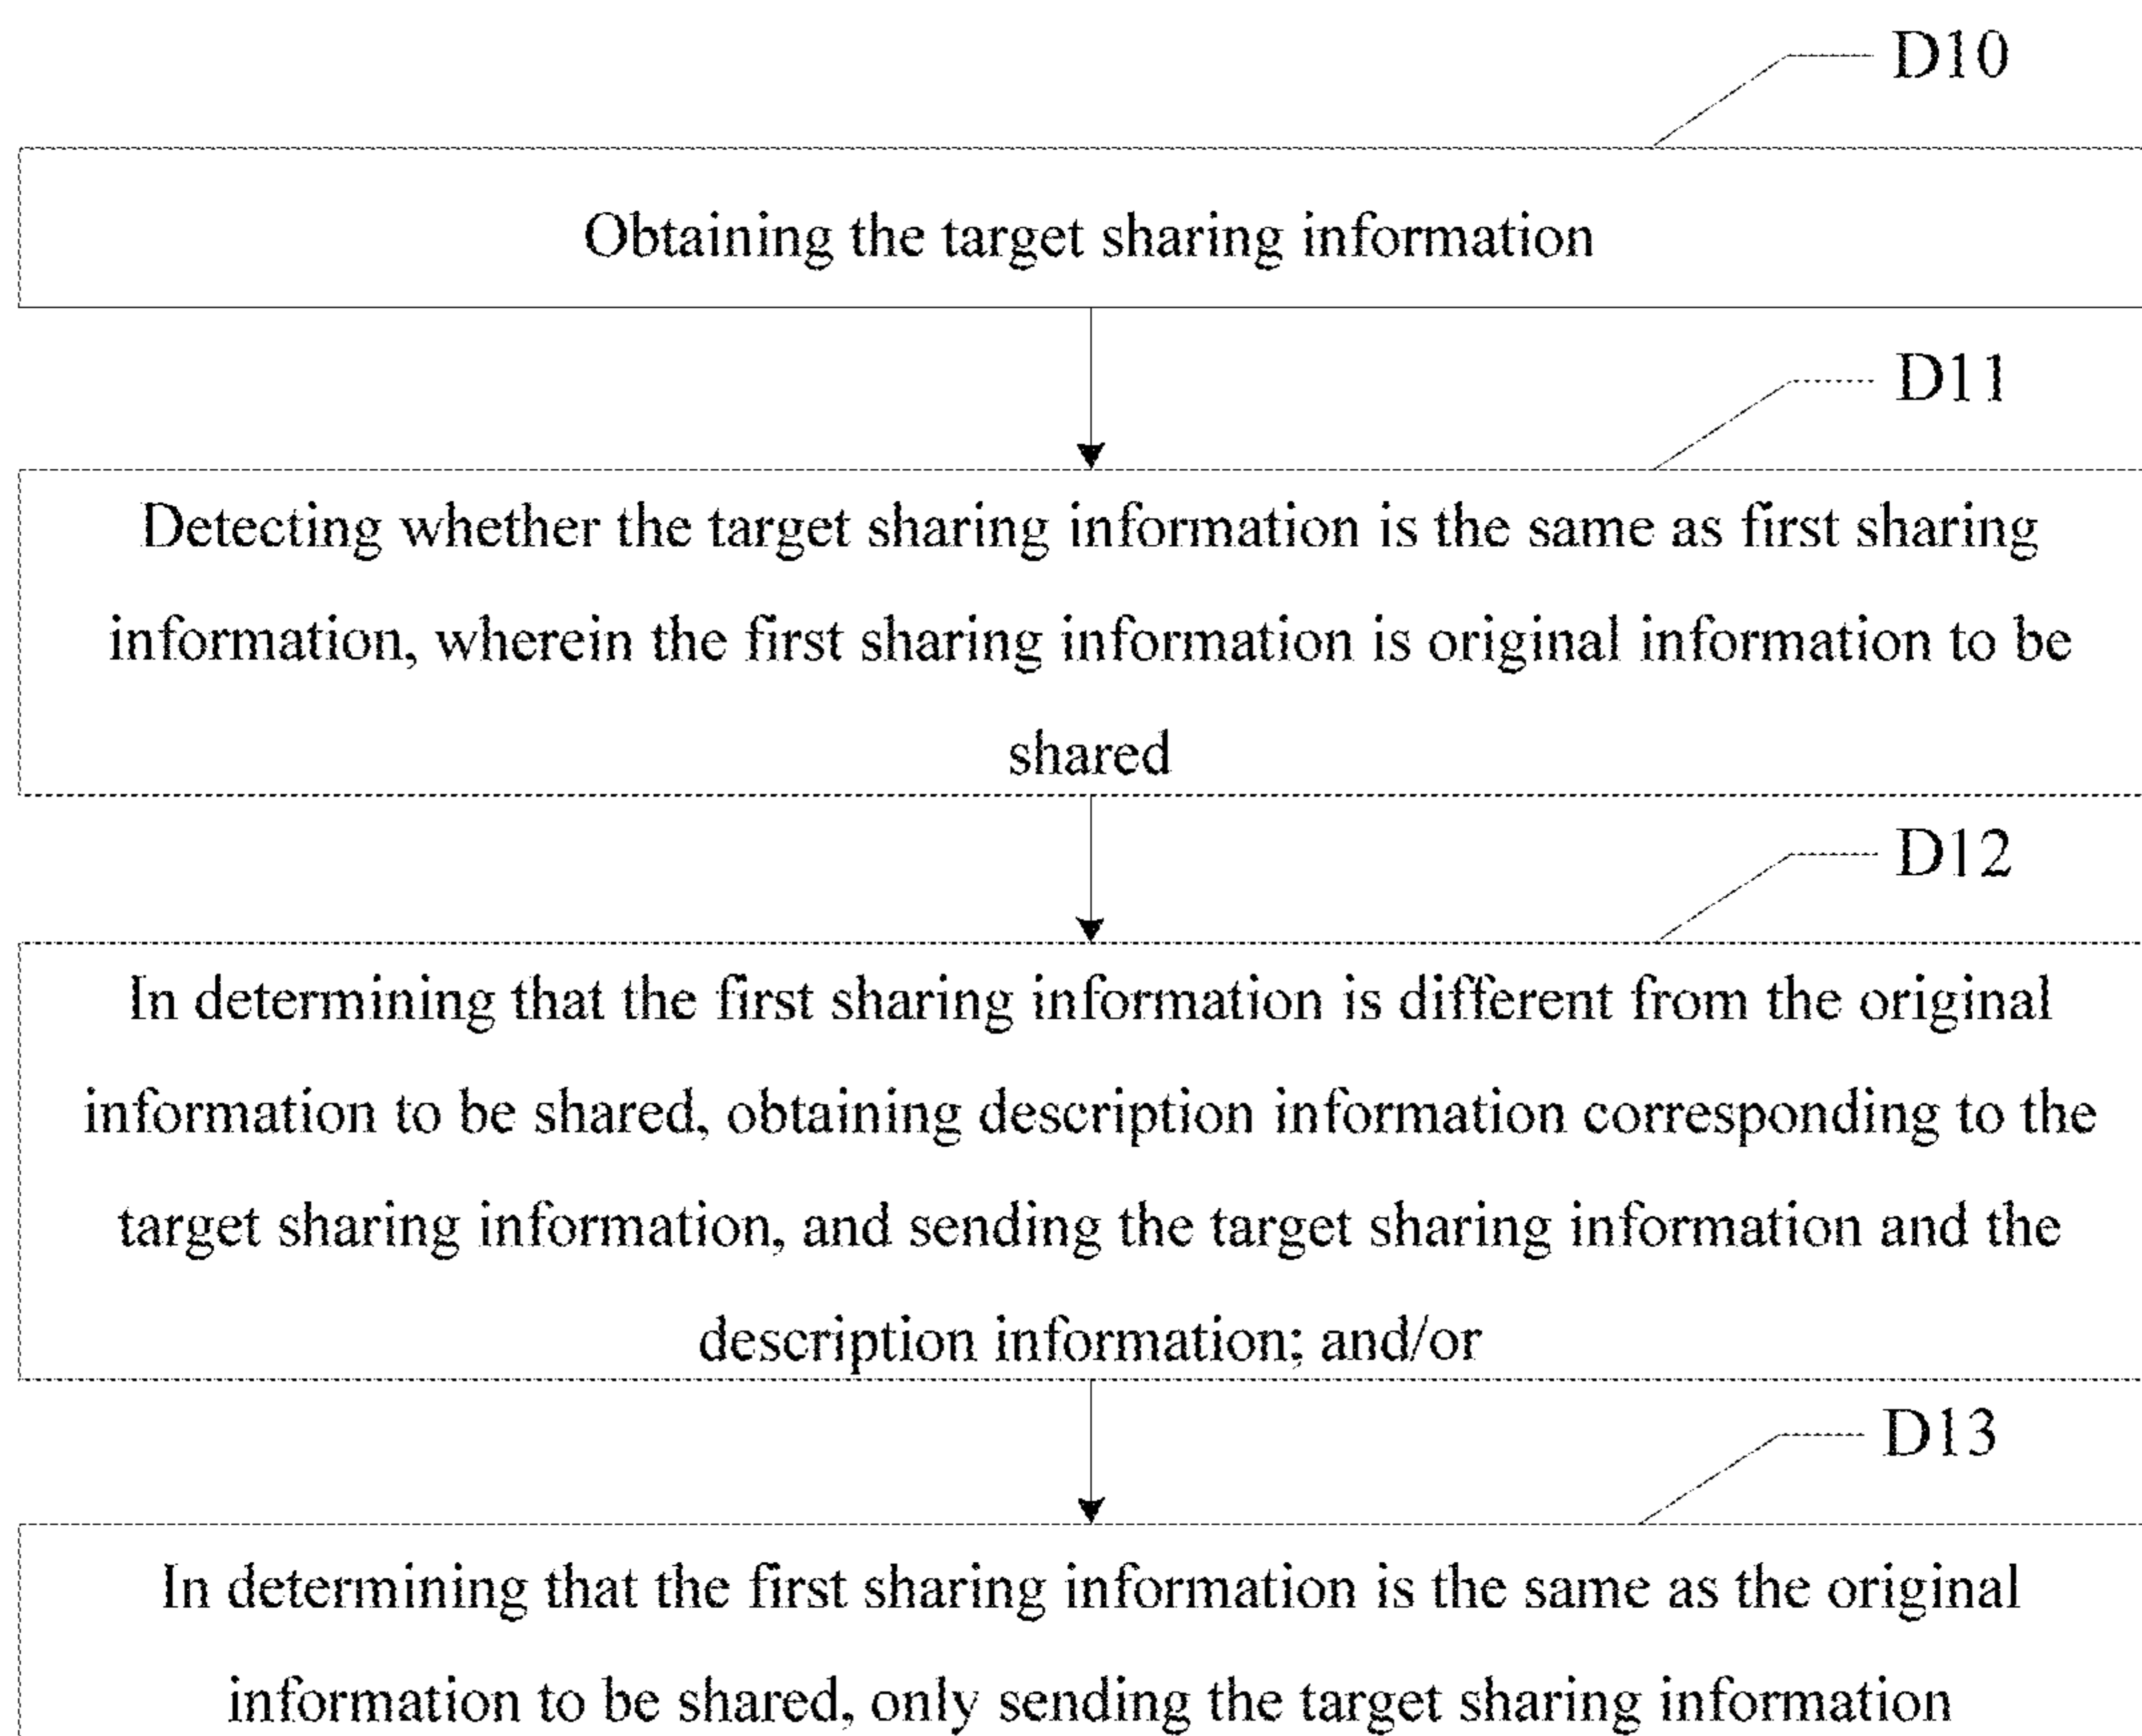 D10
Obtaining the target sharing information
D11
Detecting whether the target sharing information is the same as first sharing
information, wherein the first sharing information is original information to be
shared
D12
In determining that the first sharing information is different from the original
information to be shared, obtaining description information corresponding to the
target sharing information, and sending the target sharing information and the
description information; and/or
D13
In determining that the first sharing information is the same as the original
information to be shared, only sending the target sharing information